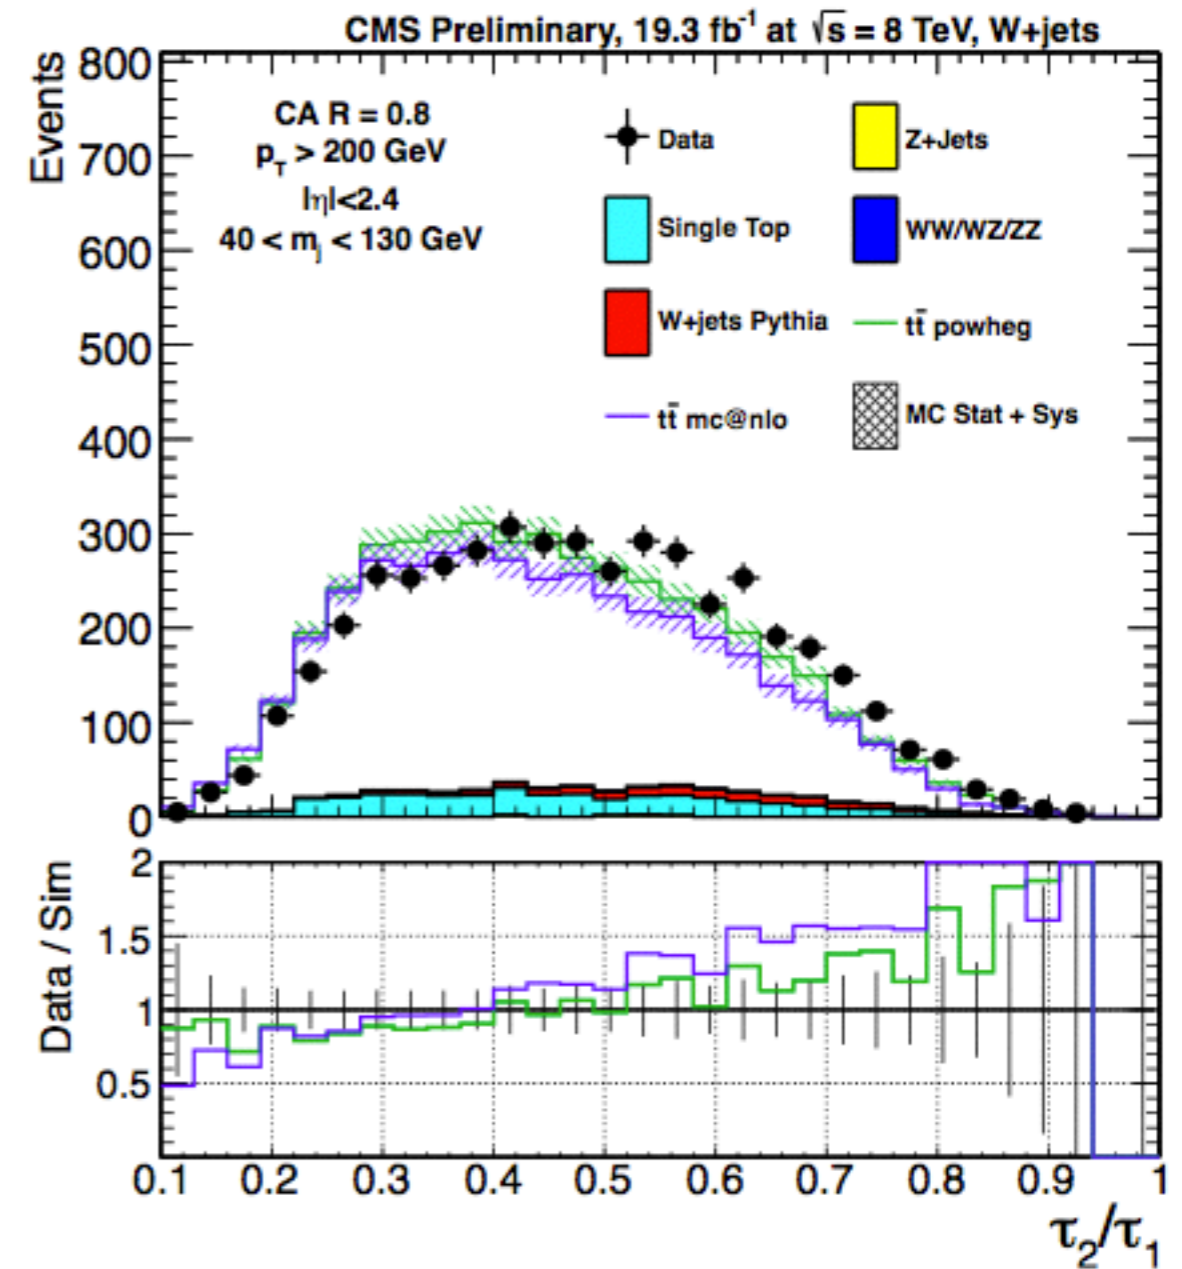 CMS Preliminary, 19.3 fb⁻¹ at √s = 8 TeV, W+jets
Events
800
700
600
500
400
300
200
100
0
CA R = 0.8
p_T > 200 GeV
|η|<2.4
40 < m_j < 130 GeV
Data
Z+Jets
Single Top
WW/WZ/ZZ
W+jets Pythia
tt̄ powheg
tt̄ mc@nlo
MC Stat + Sys
Data / Sim
2
1.5
1
0.5
0.1 0.2 0.3 0.4 0.5 0.6 0.7 0.8 0.9 1
τ₂/τ₁